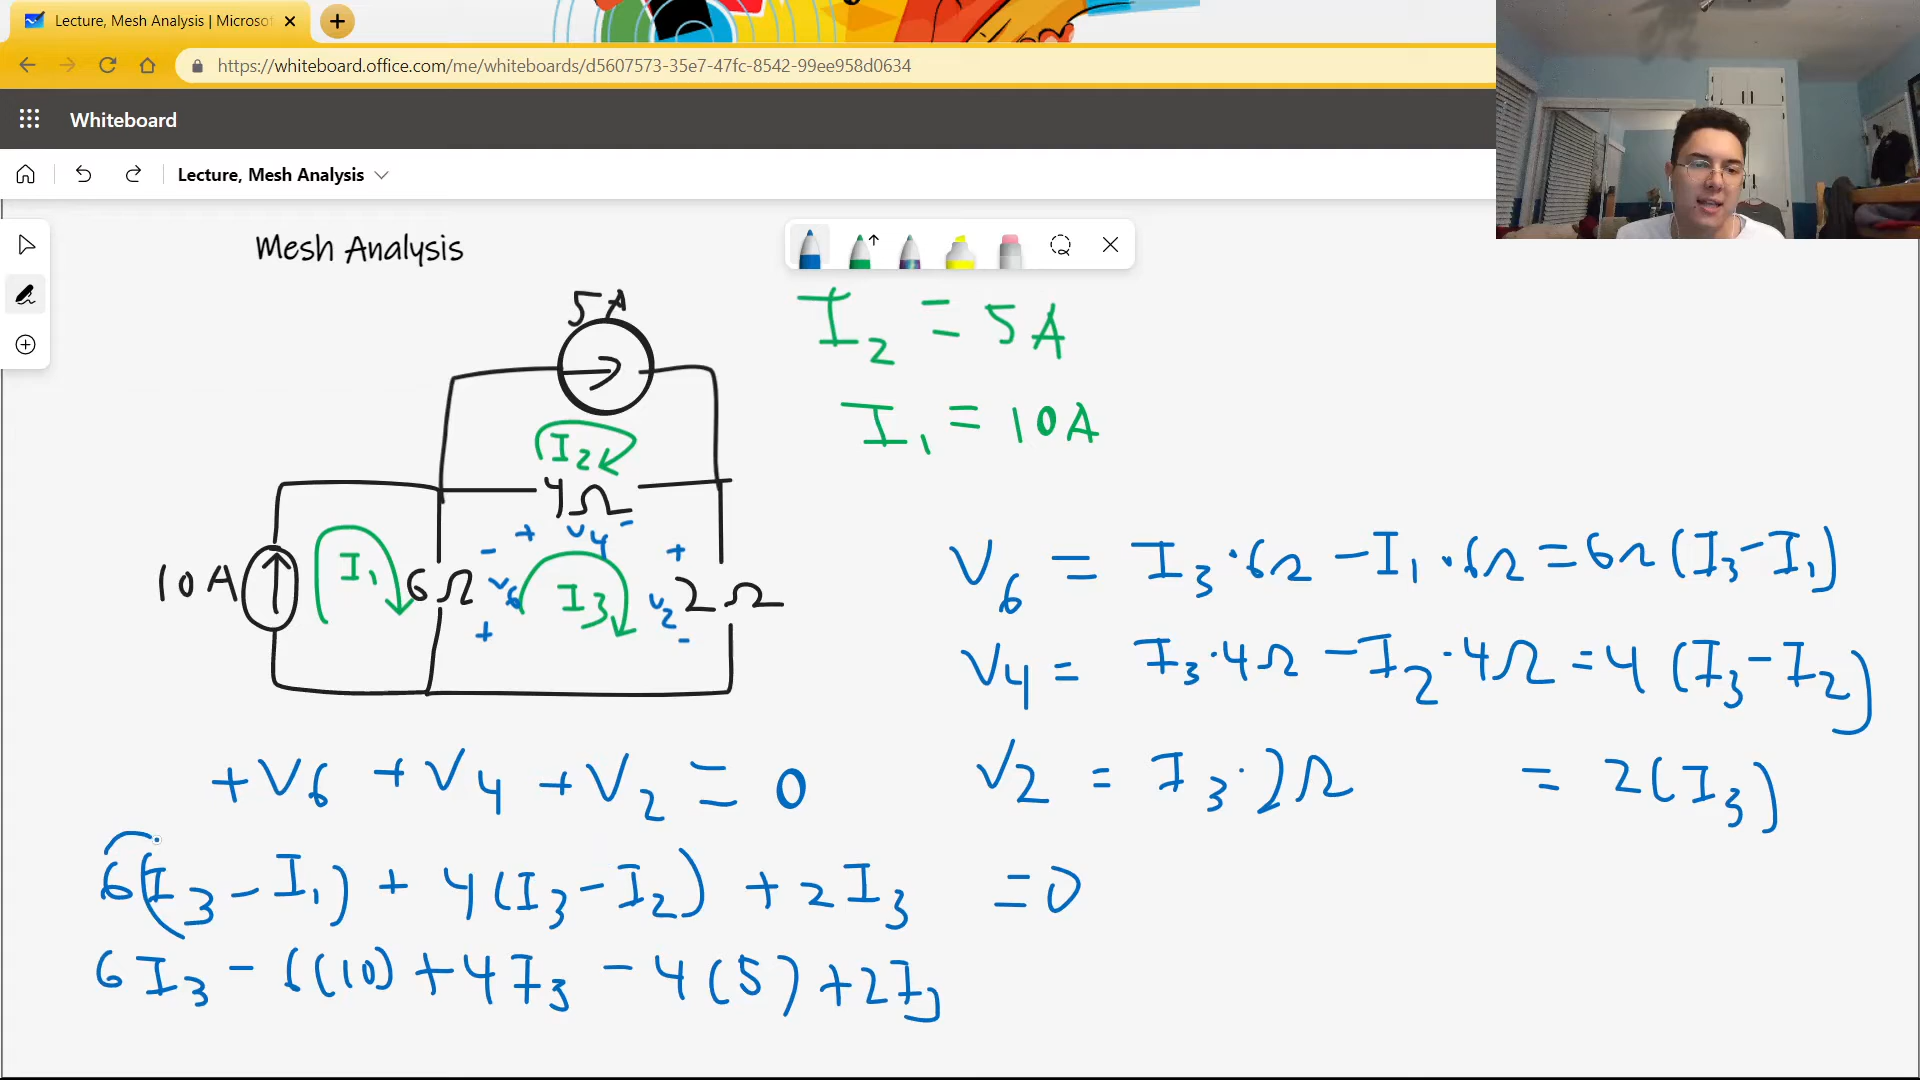 Lecture, Mesh Analysis | Microsof
https://whiteboard.office.com/me/whiteboards/d5607573-35e7-47fc-8542-99ee958d0634
Whiteboard
Lecture, Mesh Analysis
Mesh Analysis
5A
I2
4Ω
+ V4 -
10A
I1
6Ω
- V6 +
I3
+ V2 -
2Ω
I2 = 5A
I1 = 10A
V6 = I3·6Ω - I1·6Ω = 6Ω(I3-I1)
V4 = I3·4Ω - I2·4Ω = 4(I3-I2)
V2 = I3·2Ω = 2(I3)
+V6 +V4 +V2 = 0
6(I3-I1) + 4(I3-I2) + 2I3 = 0
6I3 - 6(10) + 4I3 - 4(5) + 2I3